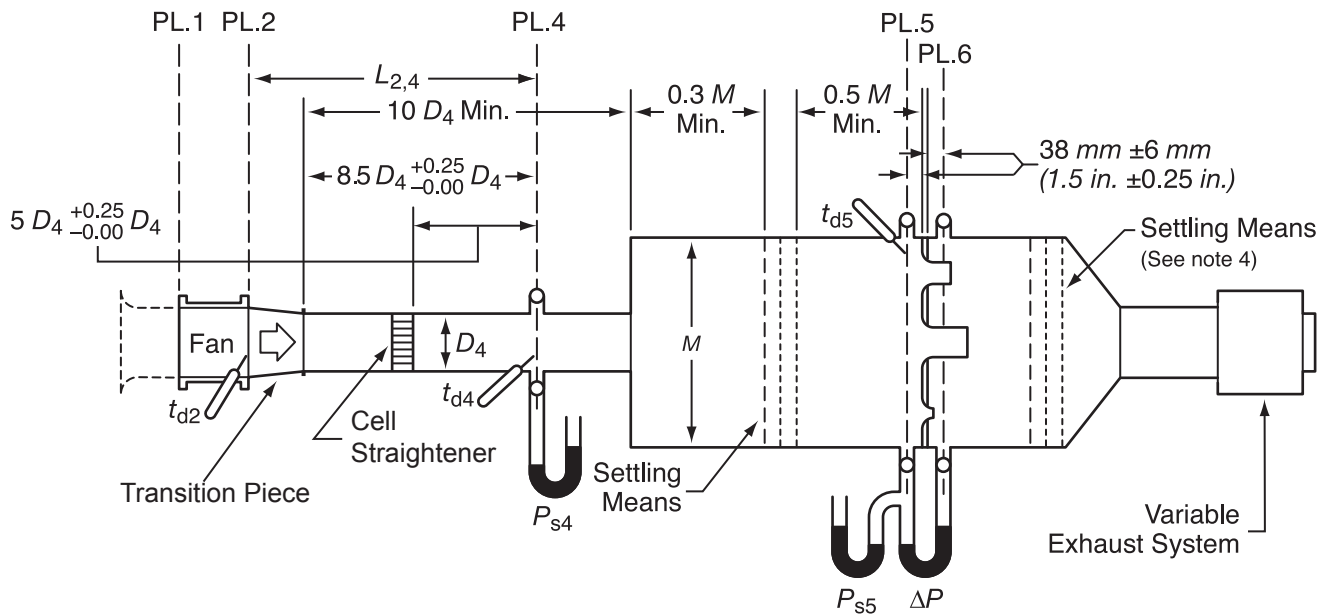 PL.1 PL.2 PL.4 PL.5
PL.6
L2,4
10 D4 Min.
0.3 M
Min.
0.5 M
Min.
38 mm ±6 mm
(1.5 in. ±0.25 in.)
8.5 D4 +0.25 −0.00 D4
5 D4 +0.25 −0.00 D4
td5
Settling Means
(See note 4)
Fan
D4
M
td2
td4
Cell
Straightener
Transition Piece
Settling
Means
Ps4
Variable
Exhaust System
Ps5 ΔP